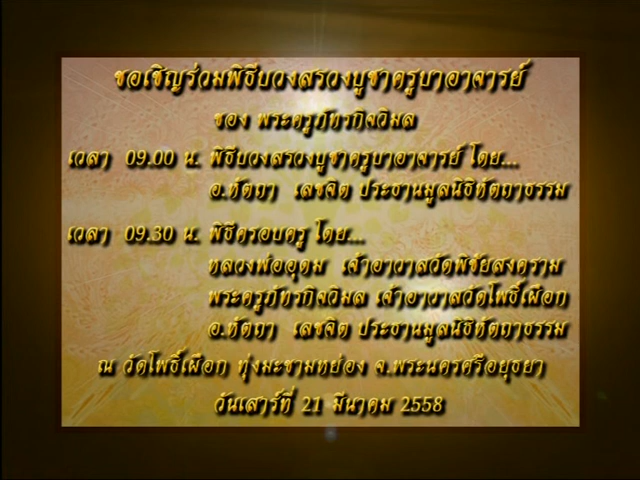 ขอเชิญร่วมพิธีบวงสรวงบูชาครูบาอาจารย์
ของ พระครูภัทรกิจวิมล
เวลา 09.00 น. พิธีบวงสรวงบูชาครูบาอาจารย์ โดย...
อ.ทัตถา เลขจิต ประธานมูลนิธิทัตถาธรรม
เวลา 09.30 น. พิธีครอบครู โดย...
หลวงพ่ออุดม เจ้าอาวาสวัดพิชัยสงคราม
พระครูภัทรกิจวิมล เจ้าอาวาสวัดโพธิ์เผือก
อ.ทัตถา เลขจิต ประธานมูลนิธิทัตถาธรรม
ณ วัดโพธิ์เผือก ทุ่งมะขามหย่อง จ.พระนครศรีอยุธยา
วันเสาร์ที่ 21 มีนาคม 2558